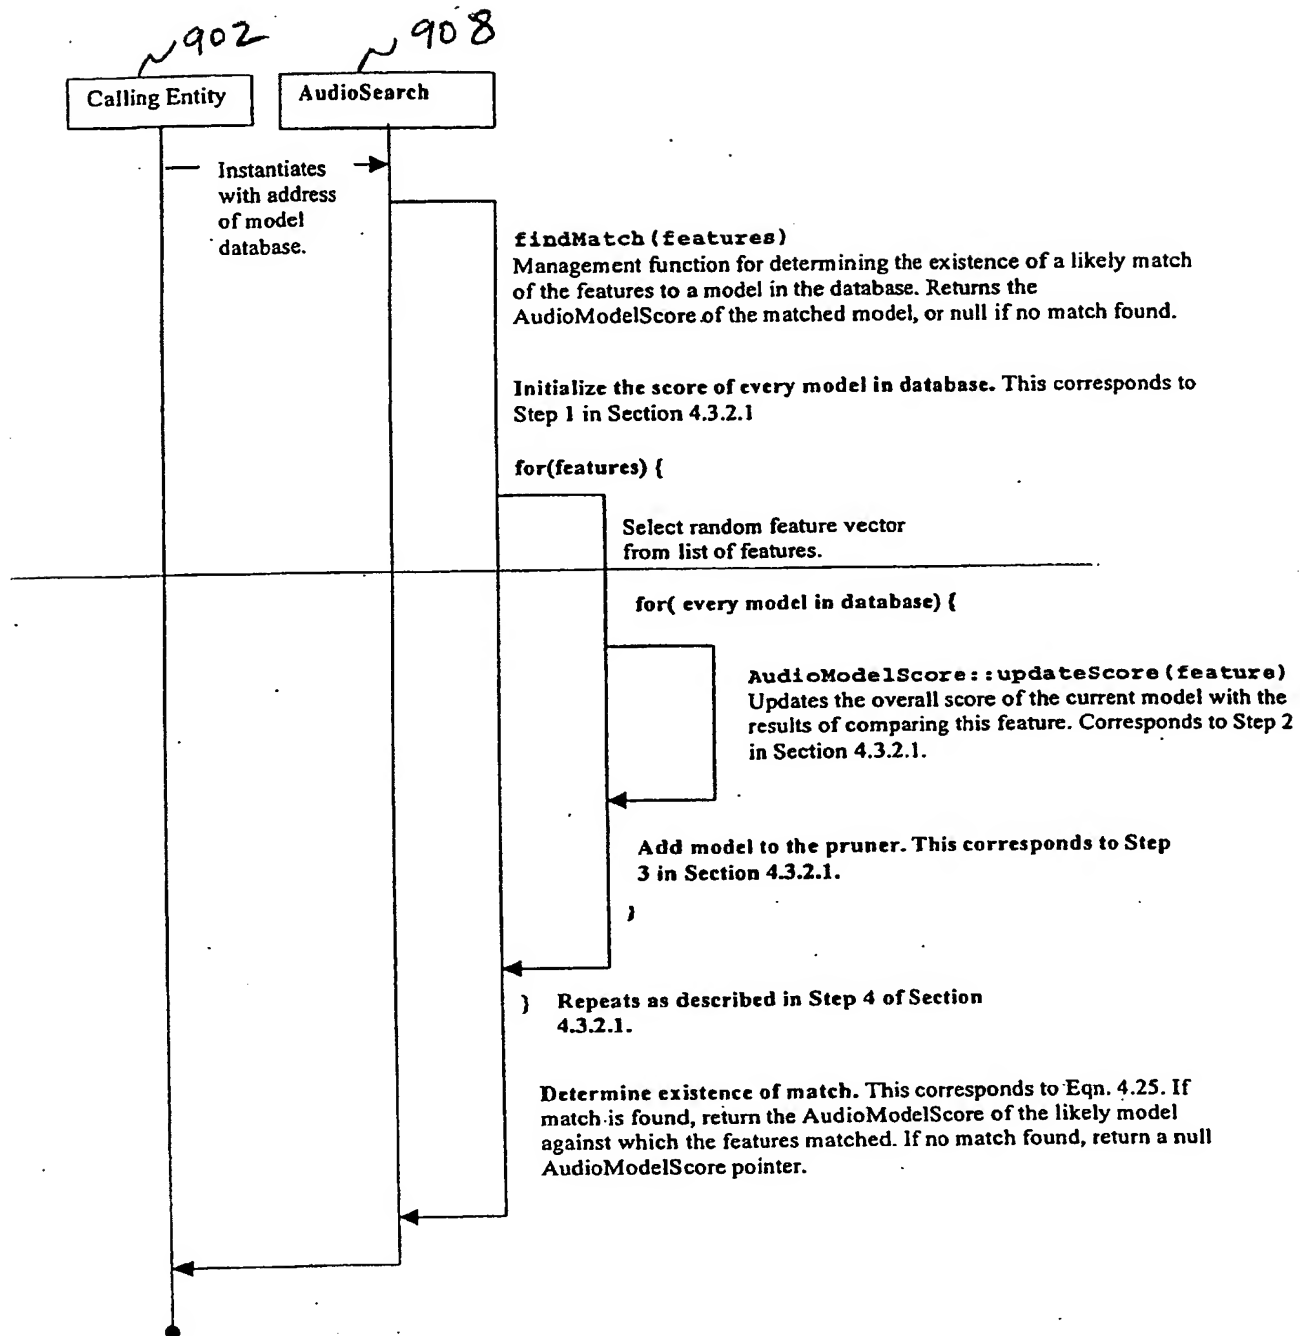 902
908
Calling Entity
AudioSearch
Instantiates
with address
of model
database.
findMatch(features)
Management function for determining the existence of a likely match
of the features to a model in the database. Returns the
AudioModelScore of the matched model, or null if no match found.
Initialize the score of every model in database. This corresponds to
Step 1 in Section 4.3.2.1
for(features) {
Select random feature vector
from list of features.
for( every model in database) {
AudioModelScore::updateScore(feature)
Updates the overall score of the current model with the
results of comparing this feature. Corresponds to Step 2
in Section 4.3.2.1.
Add model to the pruner. This corresponds to Step
3 in Section 4.3.2.1.
}
} Repeats as described in Step 4 of Section
4.3.2.1.
Determine existence of match. This corresponds to Eqn. 4.25. If
match is found, return the AudioModelScore of the likely model
against which the features matched. If no match found, return a null
AudioModelScore pointer.